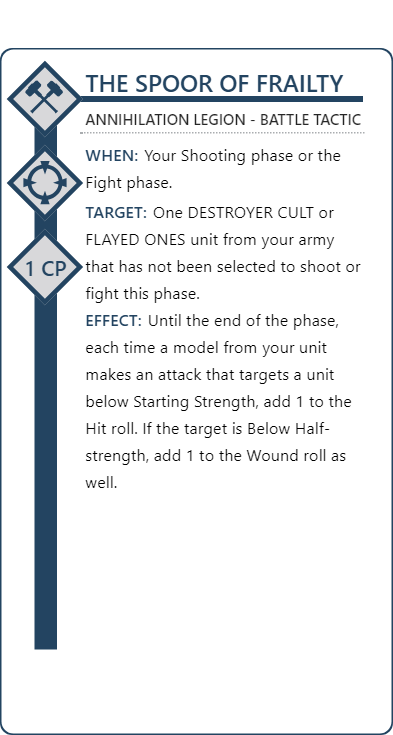 THE SPOOR OF FRAILTY
ANNIHILATION LEGION - BATTLE TACTIC
WHEN: Your Shooting phase or the
Fight phase.
TARGET: One DESTROYER CULT or
FLAYED ONES unit from your army
that has not been selected to shoot or
fight this phase.
1 CP
EFFECT: Until the end of the phase,
each time a model from your unit
makes an attack that targets a unit
below Starting Strength, add 1 to the
Hit roll. If the target is Below Half-
strength, add 1 to the Wound roll as
well.